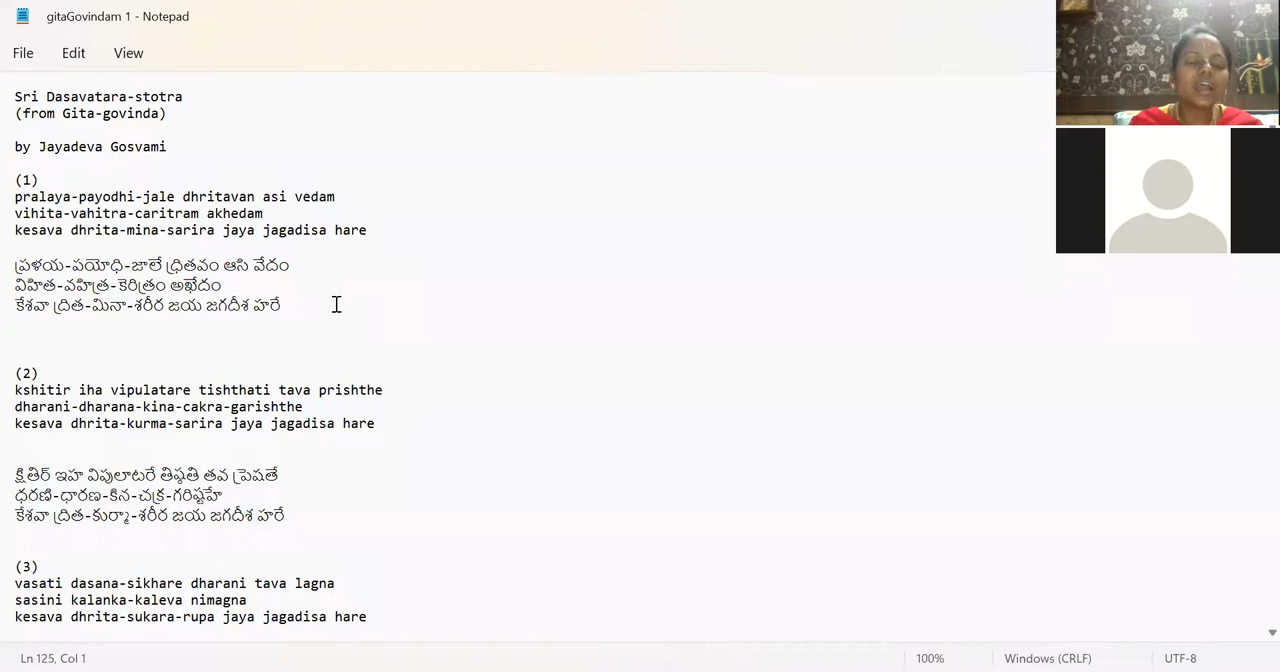 gitaGovindam 1 - Notepad
File Edit View
Sri Dasavatara-stotra
(from Gita-govinda)
by Jayadeva Gosvami
(1)
pralaya-payodhi-jale dhritavan asi vedam
vihita-vahitra-caritram akhedam
kesava dhrita-mina-sarira jaya jagadisa hare
ప్రళయ-పయోధి-జాలే ధ్రితవం ఆసి వేదం
విహిత-వహిత్ర-కెరిత్రం అఖేదం
కేశవా ద్రిత-మినా-శరీర జయ జగదీశ హరే
(2)
kshitir iha vipulatare tishthati tava prishthe
dharani-dharana-kina-cakra-garishthe
kesava dhrita-kurma-sarira jaya jagadisa hare
క్షితిర్ ఇహ విపులాటరే తిష్ఠతి తవ ప్రెషతే
ధరణి-ధారణ-కిన-చక్ర-గరిష్టహే
కేశవా ద్రిత-కుర్మా-శరీర జయ జగదీశ హరే
(3)
vasati dasana-sikhare dharani tava lagna
sasini kalanka-kaleva nimagna
kesava dhrita-sukara-rupa jaya jagadisa hare
Ln 125, Col 1 100% Windows (CRLF) UTF-8